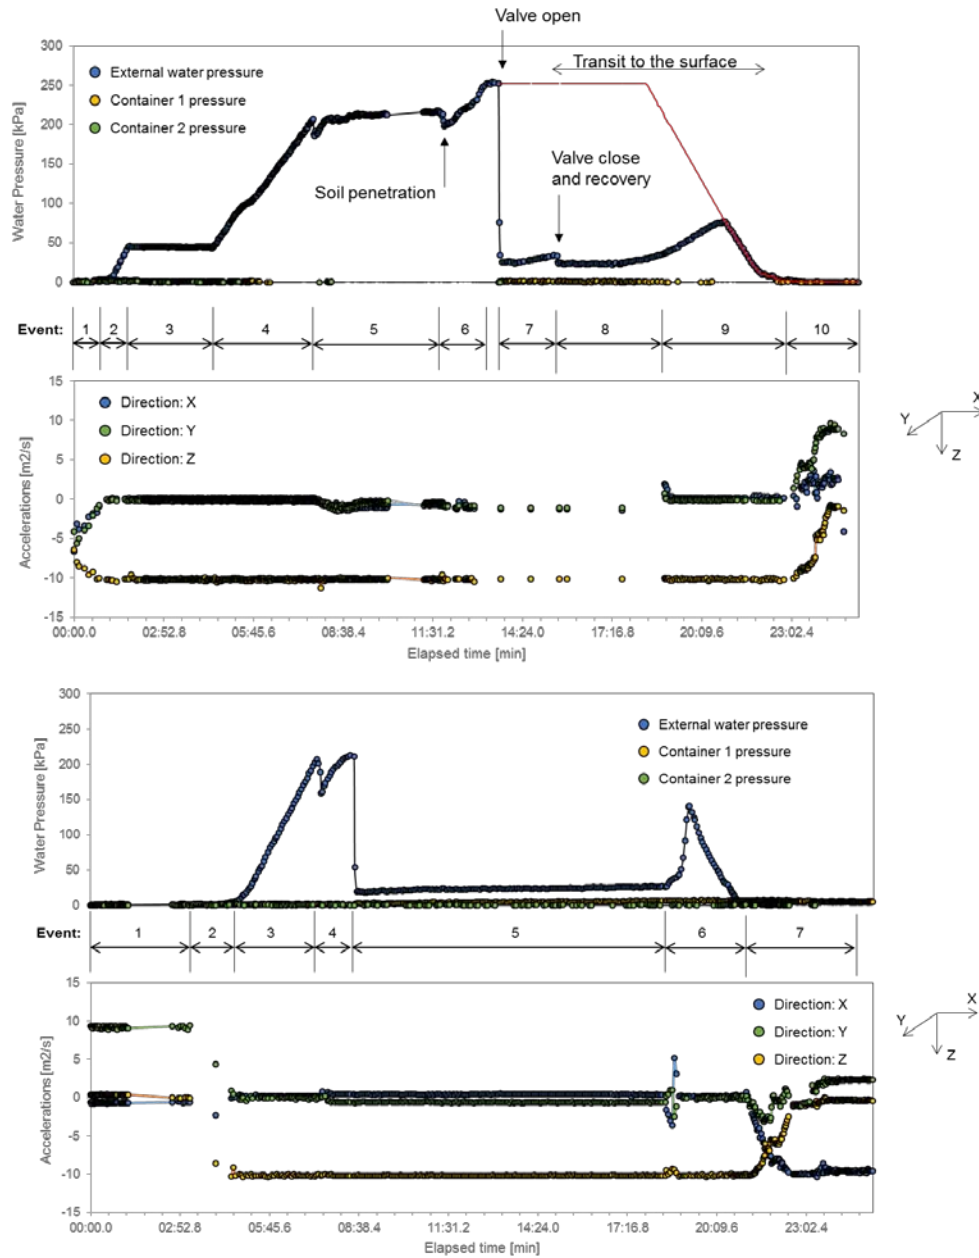 Valve open
300
250
200
150
100
50
0
Water Pressure [kPa]
External water pressure
Container 1 pressure
Container 2 pressure
Transit to the surface
Soil penetration
Valve close
and recovery
Event: 1 2 3 4 5 6 7 8 9 10
15
10
5
0
-5
-10
-15
Accelerations [m2/s]
Direction: X
Direction: Y
Direction: Z
X
Y
Z
00:00.0 02:52.8 05:45.6 08:38.4 11:31.2 14:24.0 17:16.8 20:09.6 23:02.4
Elapsed time [min]
300
250
200
150
100
50
0
Water Pressure [kPa]
External water pressure
Container 1 pressure
Container 2 pressure
Event: 1 2 3 4 5 6 7
15
10
5
0
-5
-10
-15
Accelerations [m2/s]
Direction: X
Direction: Y
Direction: Z
X
Y
Z
00:00.0 02:52.8 05:45.6 08:38.4 11:31.2 14:24.0 17:16.8 20:09.6 23:02.4
Elapsed time [min]